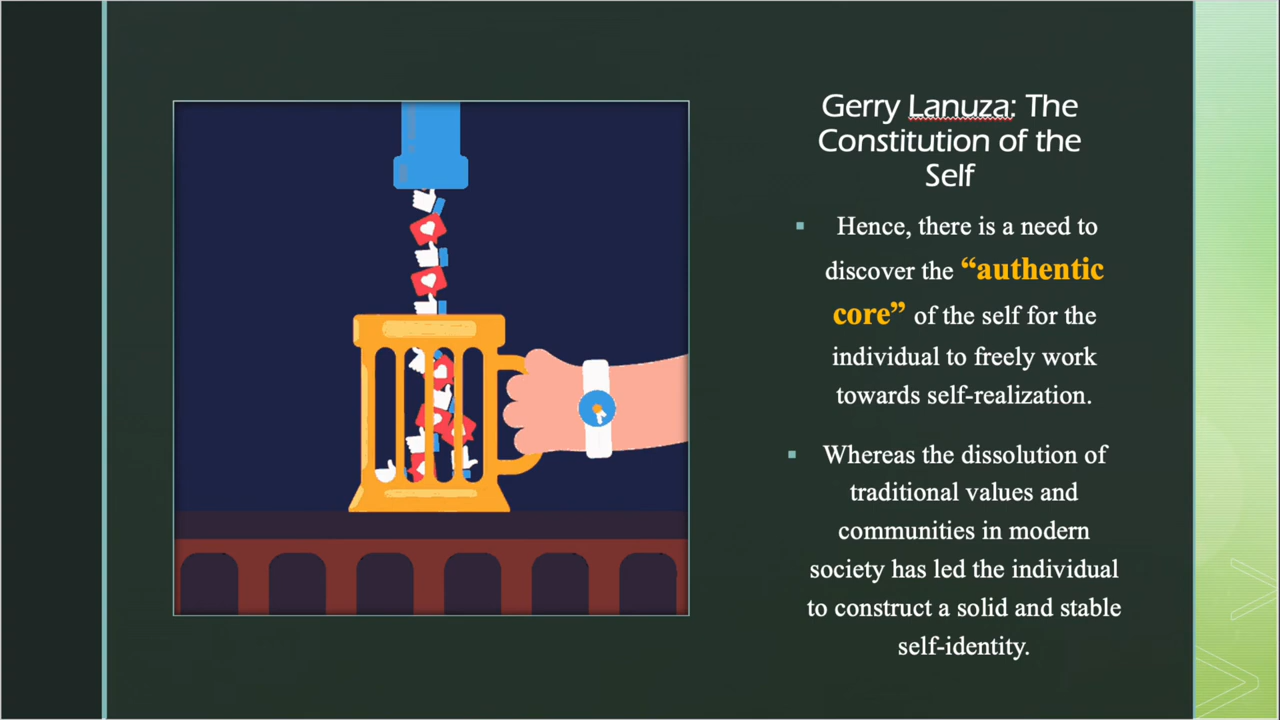 Gerry Lanuza: The
Constitution of the
Self
Hence, there is a need to
discover the “authentic
core” of the self for the
individual to freely work
towards self-realization.
Whereas the dissolution of
traditional values and
communities in modern
society has led the individual
to construct a solid and stable
self-identity.